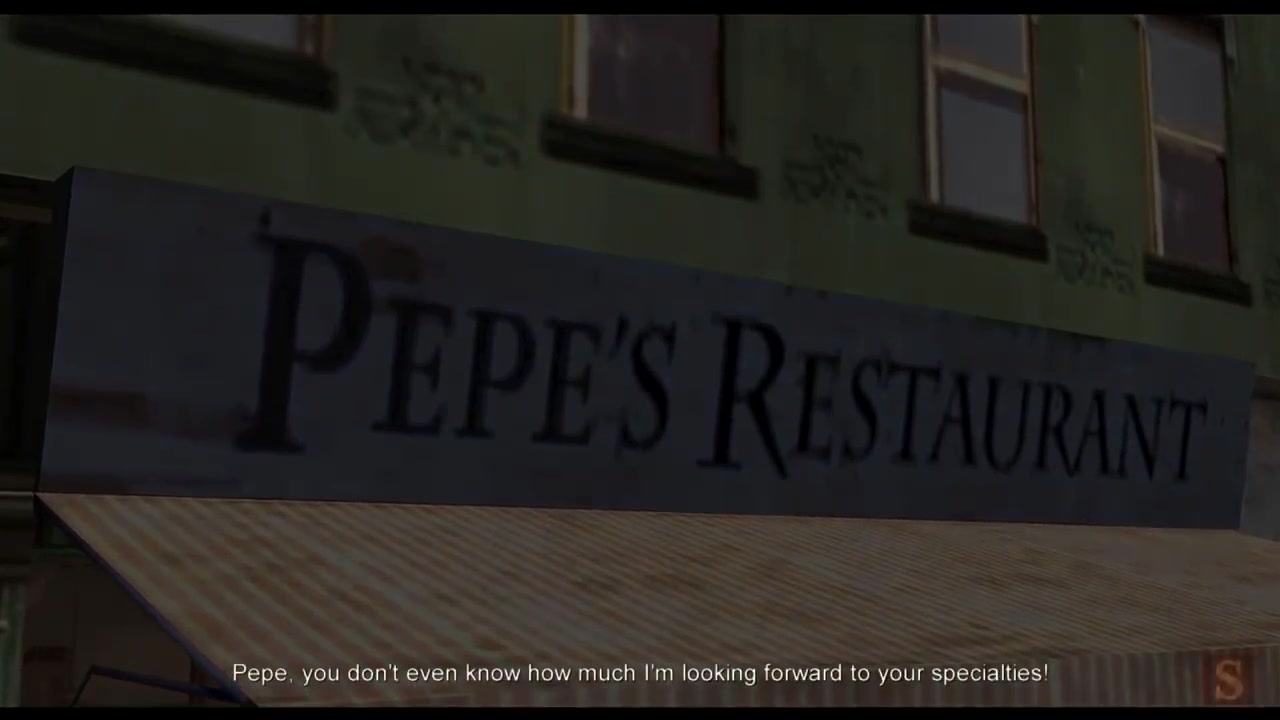 PEPE'S RESTAURANT
Pepe, you don't even know how much I'm looking forward to your specialties!
S